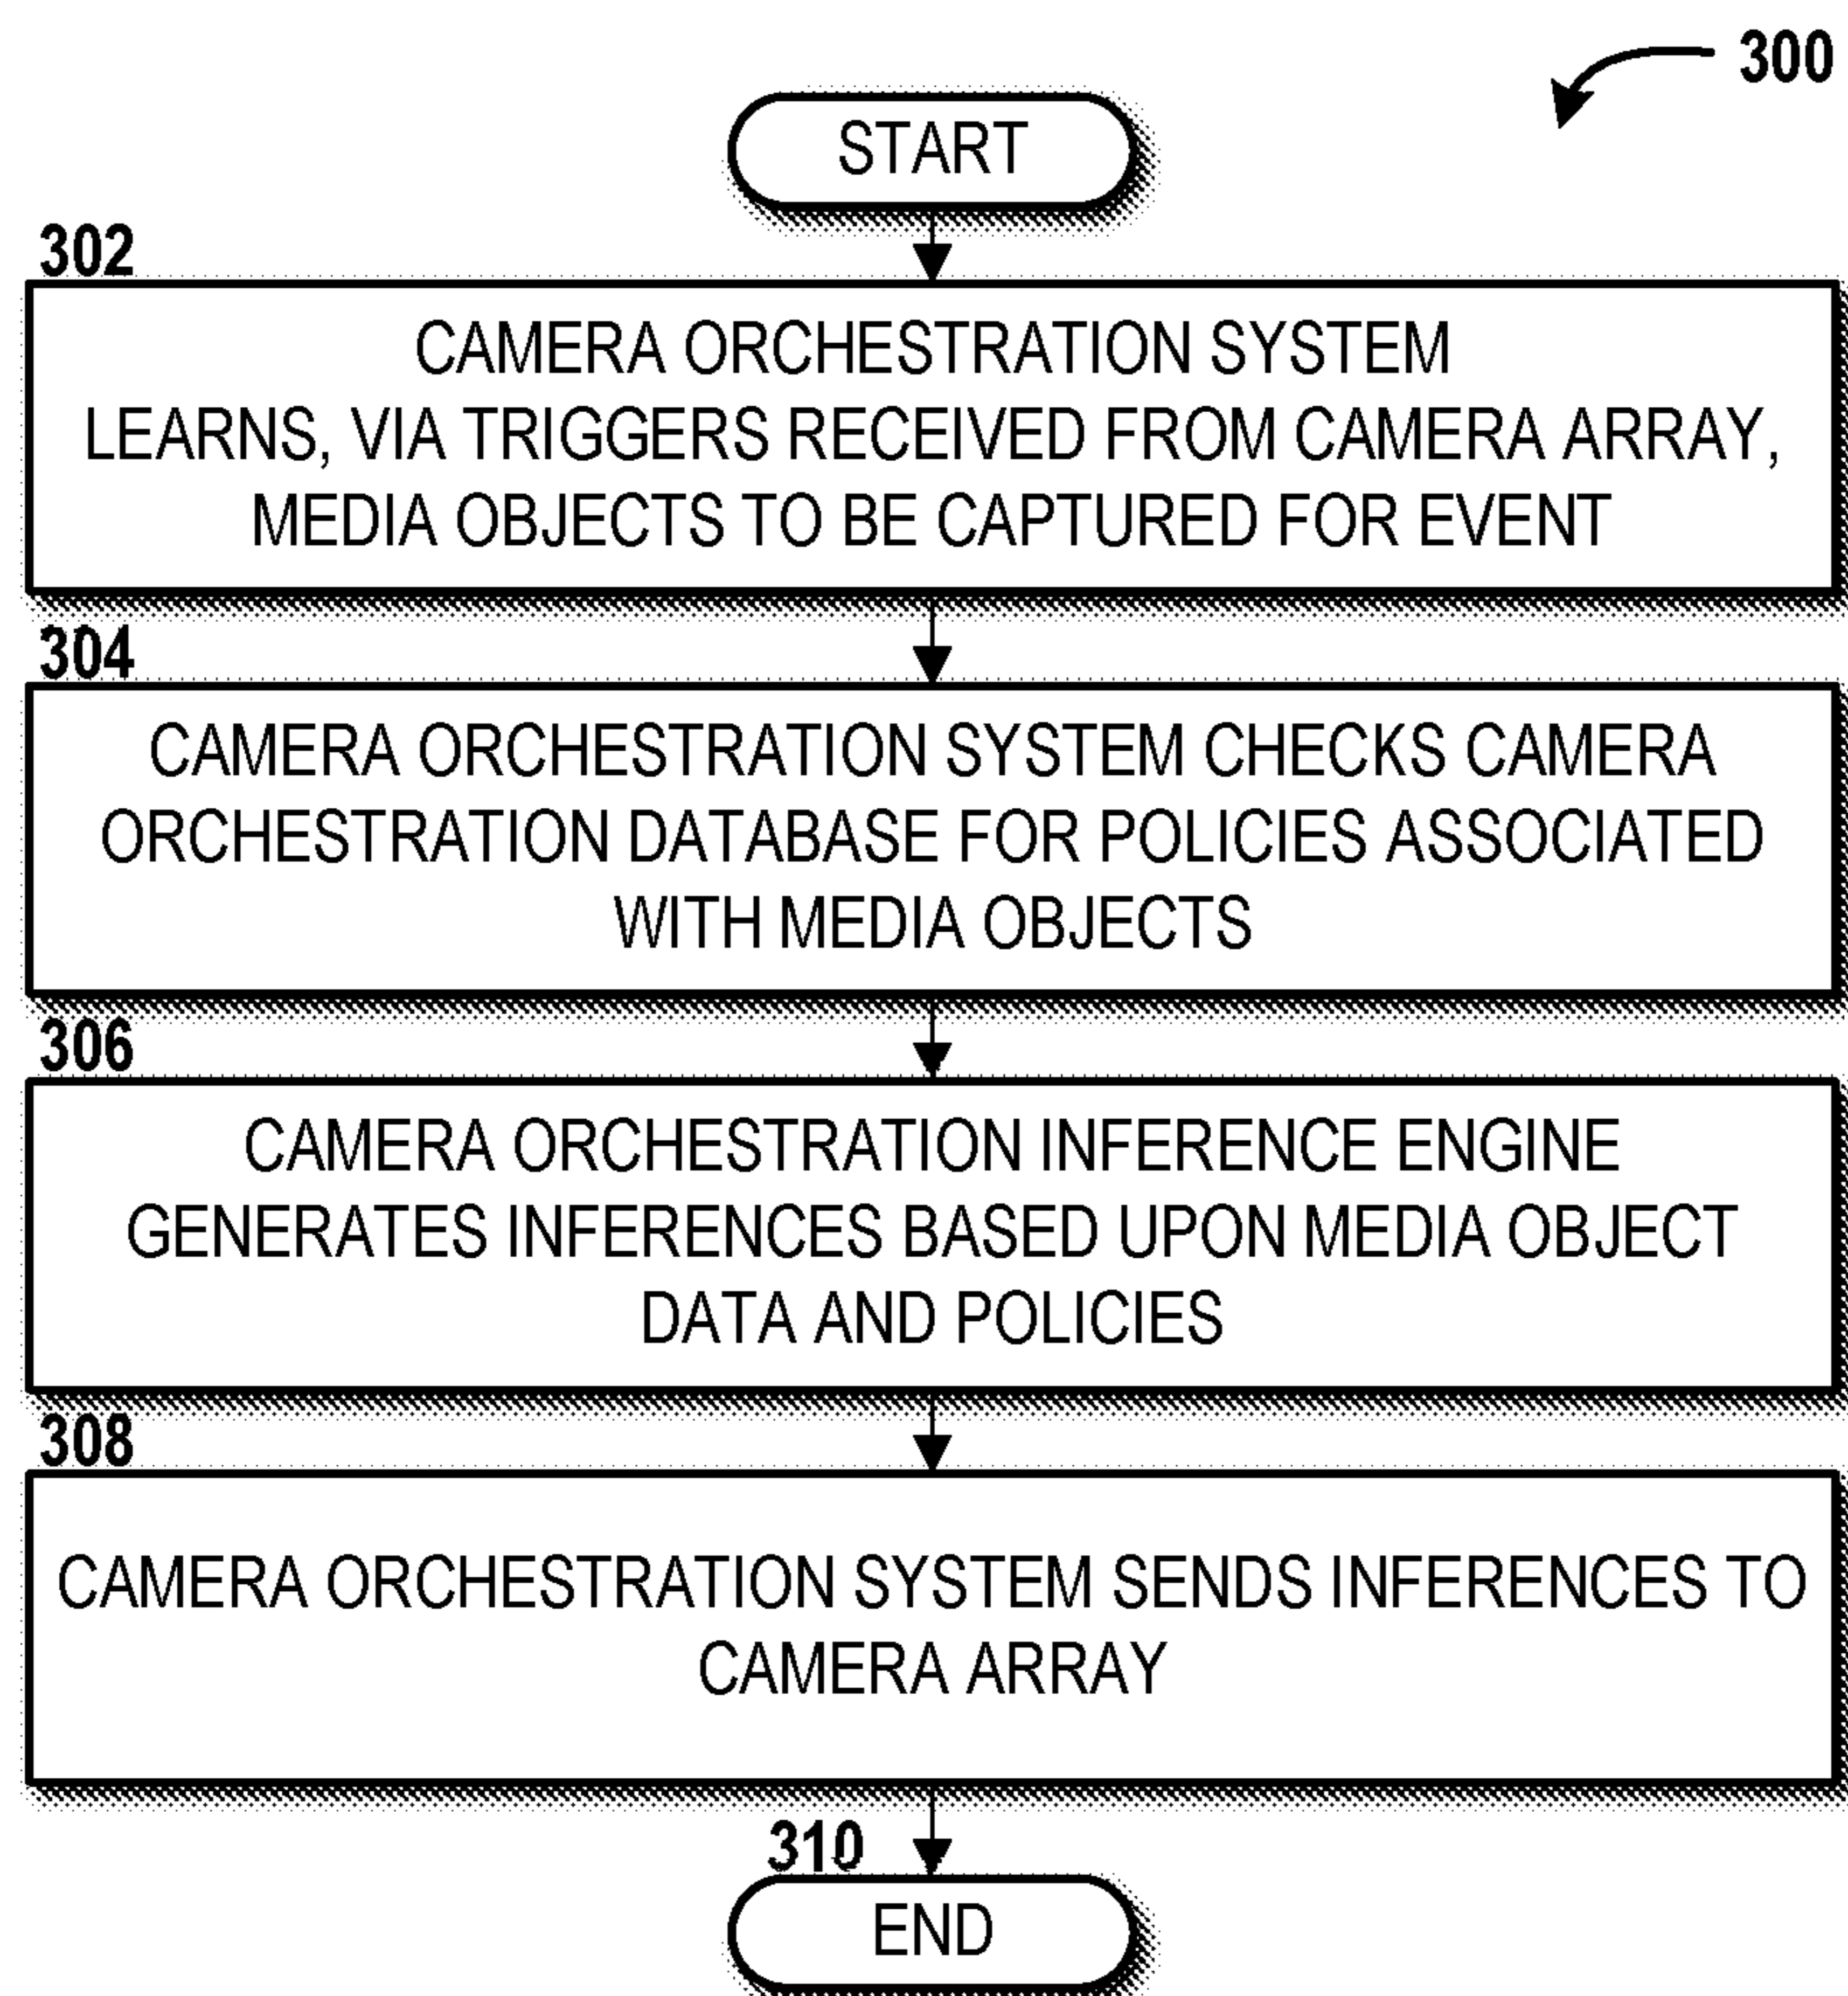 300
START
302
CAMERA ORCHESTRATION SYSTEM
LEARNS, VIA TRIGGERS RECEIVED FROM CAMERA ARRAY,
MEDIA OBJECTS TO BE CAPTURED FOR EVENT
304
CAMERA ORCHESTRATION SYSTEM CHECKS CAMERA
ORCHESTRATION DATABASE FOR POLICIES ASSOCIATED
WITH MEDIA OBJECTS
306
CAMERA ORCHESTRATION INFERENCE ENGINE
GENERATES INFERENCES BASED UPON MEDIA OBJECT
DATA AND POLICIES
308
CAMERA ORCHESTRATION SYSTEM SENDS INFERENCES TO
CAMERA ARRAY
310
END